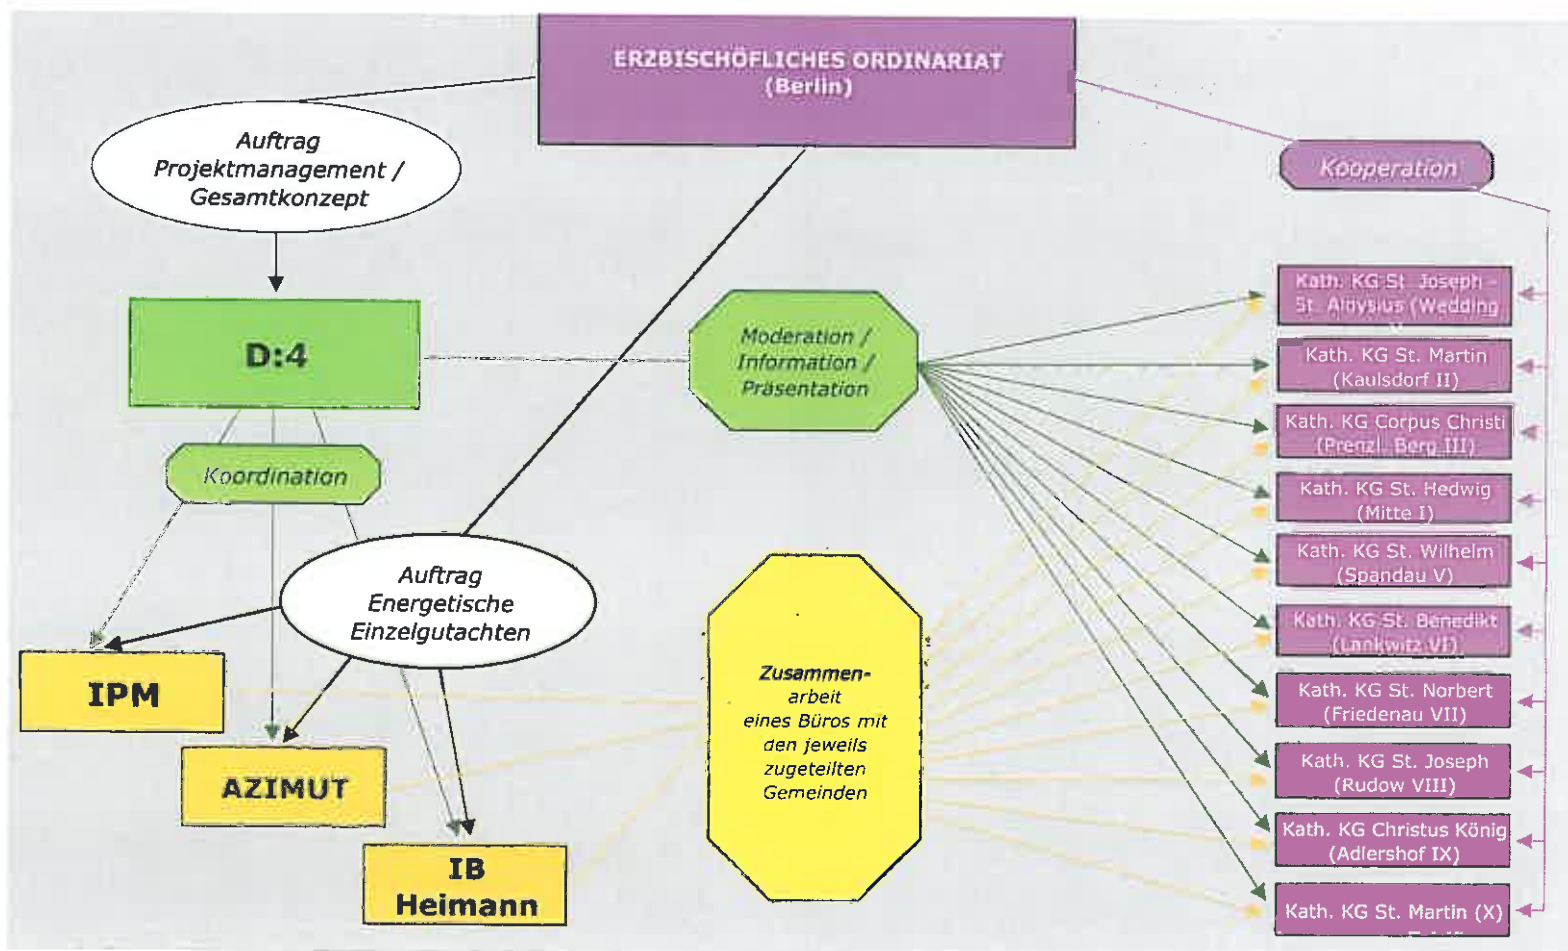 ERZBISCHÖFLICHES ORDINARIAT
(Berlin)
Auftrag
Projektmanagement /
Gesamtkonzept
Kooperation
D:4
Moderation /
Information /
Präsentation
Koordination
Auftrag
Energetische
Einzelgutachten
IPM
AZIMUT
IB
Heimann
Zusammen-
arbeit
eines Büros mit
den jeweils
zugeteilten
Gemeinden
Kath. KG St. Joseph -
St. Aloysius (Wedding
Kath. KG St. Martin
(Kaulsdorf II)
Kath. KG Corpus Christi
(Prenzl. Berg III)
Kath. KG St. Hedwig
(Mitte I)
Kath. KG St. Wilhelm
(Spandau V)
Kath. KG St. Benedikt
(Lankwitz VI)
Kath. KG St. Norbert
(Friedenau VII)
Kath. KG St. Joseph
(Rudow VIII)
Kath. KG Christus König
(Adlershof IX)
Kath. KG St. Martin (X)